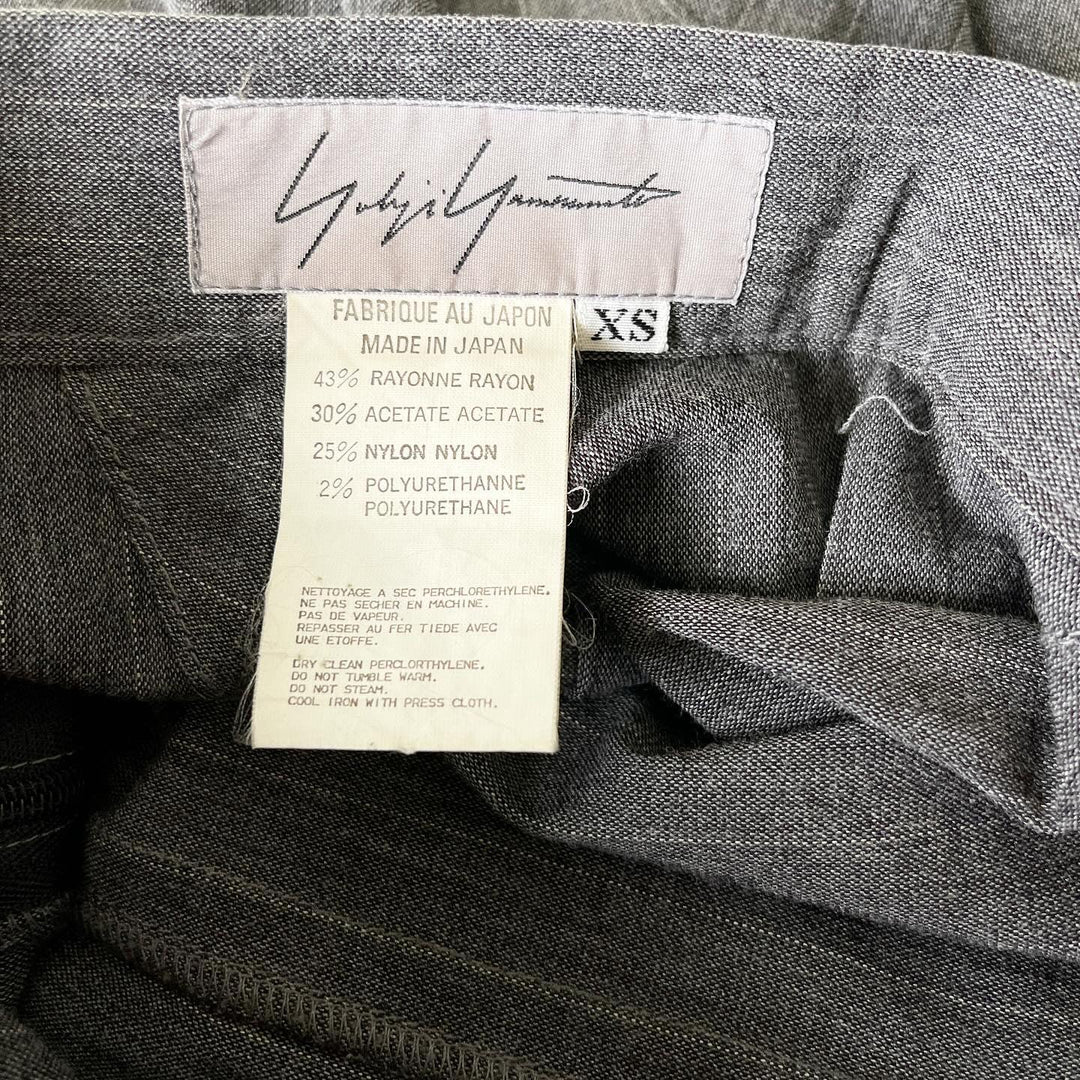 Yohji Yamamoto
XS
FABRIQUE AU JAPON
MADE IN JAPAN
43% RAYONNE RAYON
30% ACETATE ACETATE
25% NYLON NYLON
2% POLYURETHANNE
POLYURETHANE
NETTOYAGE A SEC PERCHLORETHYLENE.
NE PAS SECHER EN MACHINE.
PAS DE VAPEUR.
REPASSER AU FER TIEDE AVEC
UNE ETOFFE.
DRY CLEAN PERCLORTHYLENE.
DO NOT TUMBLE WARM.
DO NOT STEAM.
COOL IRON WITH PRESS CLOTH.